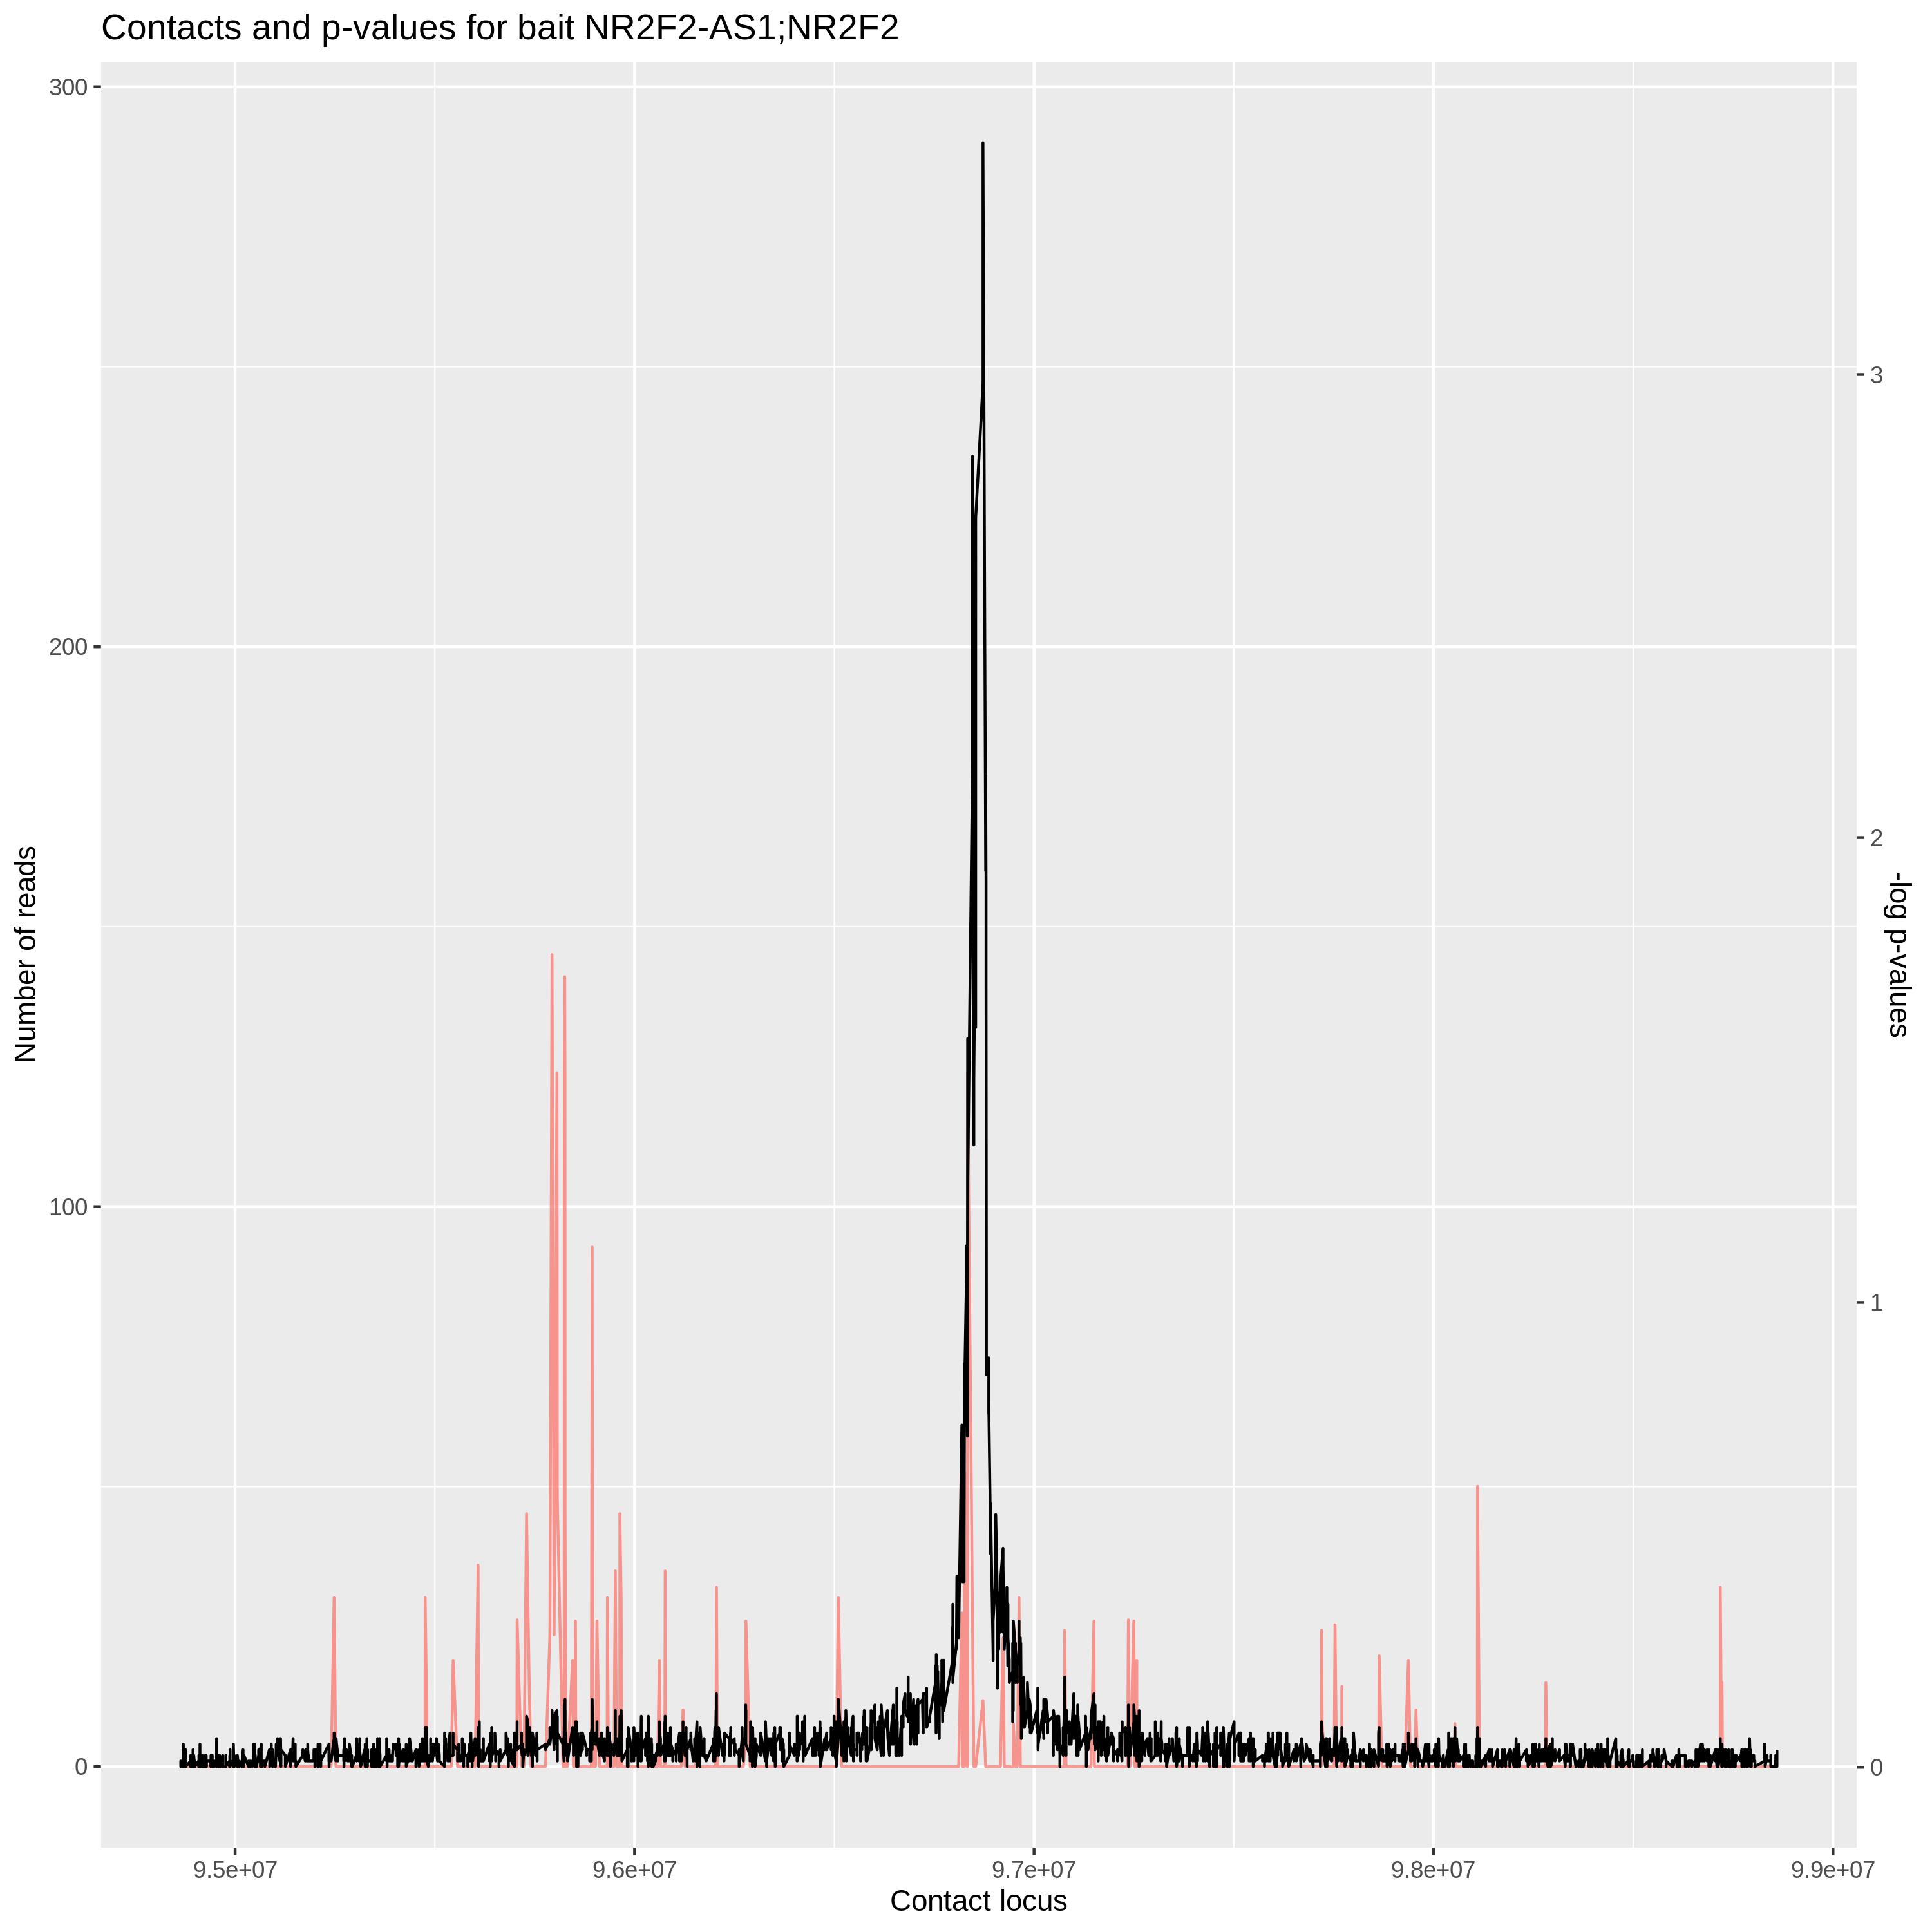 Contacts and p-values for bait NR2F2-AS1;NR2F2
300
200
100
0
Number of reads
3
2
1
0
-log p-values
9.5e+07 9.6e+07 9.7e+07 9.8e+07 9.9e+07
Contact locus